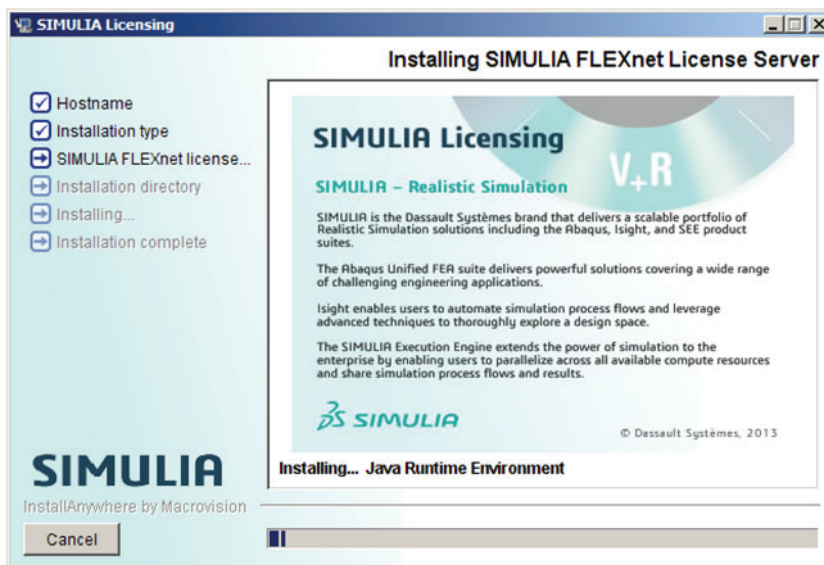 SIMULIA Licensing
Installing SIMULIA FLEXnet License Server
Hostname
Installation type
SIMULIA FLEXnet license...
Installation directory
Installing...
Installation complete
SIMULIA Licensing
V+R
SIMULIA – Realistic Simulation
SIMULIA is the Dassault Systèmes brand that delivers a scalable portfolio of
Realistic Simulation solutions including the Abaqus, Isight, and SEE product
suites.
The Abaqus Unified FEA suite delivers powerful solutions covering a wide range
of challenging engineering applications.
Isight enables users to automate simulation process flows and leverage
advanced techniques to thoroughly explore a design space.
The SIMULIA Execution Engine extends the power of simulation to the
enterprise by enabling users to parallelize across all available compute resources
and share simulation process flows and results.
3DS SIMULIA
© Dassault Systèmes, 2013
Installing... Java Runtime Environment
SIMULIA
InstallAnywhere by Macrovision
Cancel